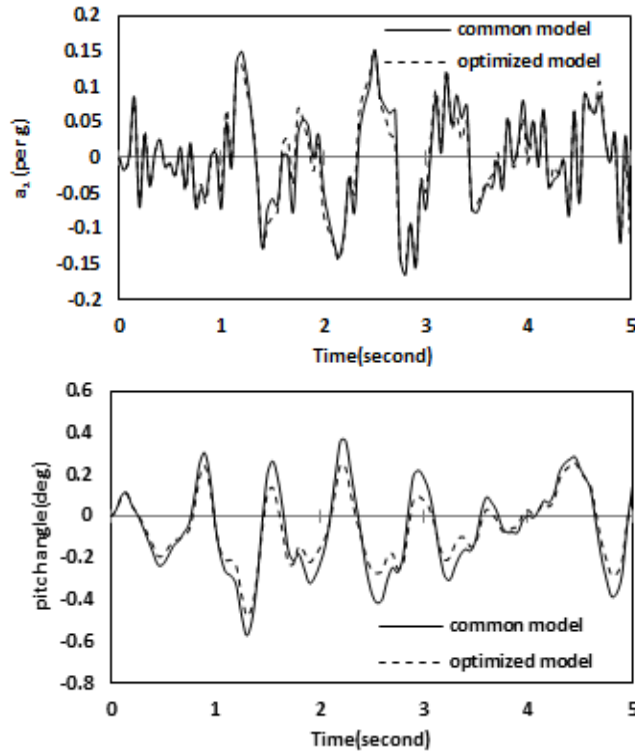 0.2
common model
0.15
optimized model
0.1
0.05
0
-0.05
-0.1
-0.15
-0.2
a (per g)
0 1 2 3 4 5
Time(second)
0.6
0.4
0.2
0
-0.2
-0.4
-0.6
-0.8
pitch angle(deg)
common model
optimized model
0 1 2 3 4 5
Time(second)